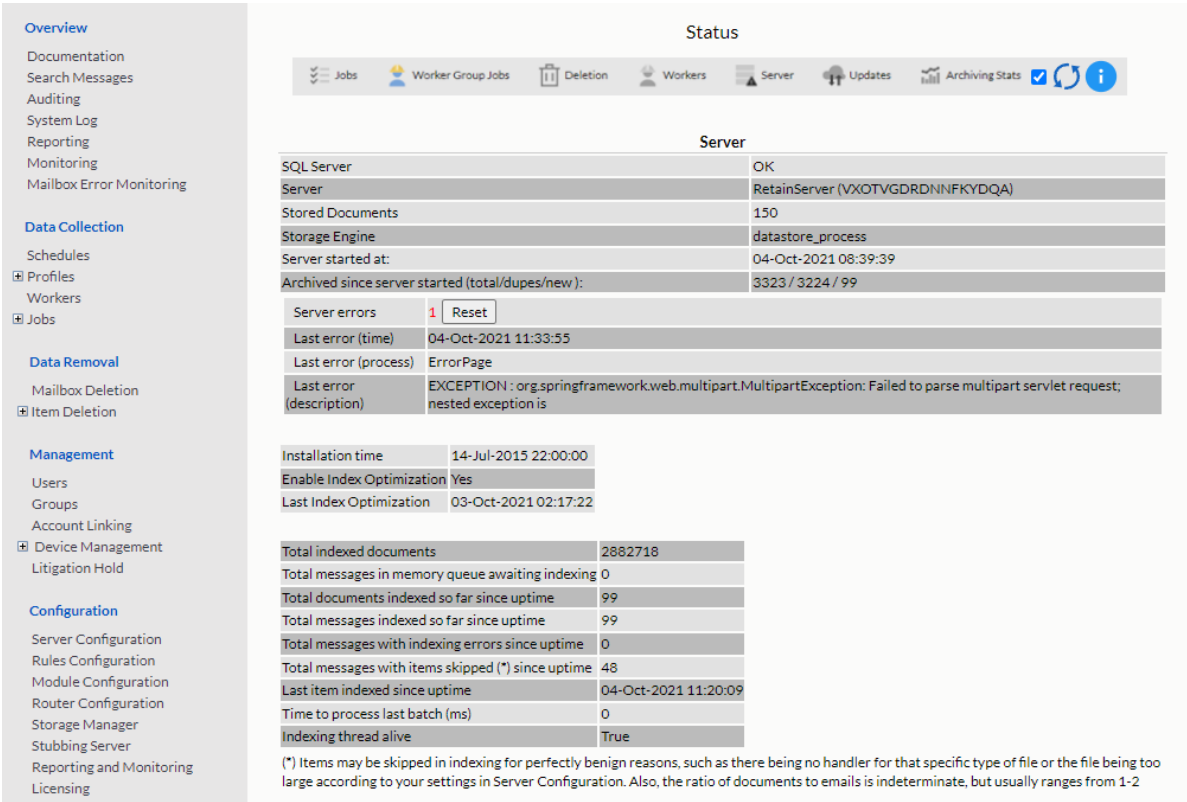 Overview
Documentation
Search Messages
Auditing
System Log
Reporting
Monitoring
Mailbox Error Monitoring
Data Collection
Schedules
Profiles
Workers
Jobs
Data Removal
Mailbox Deletion
Item Deletion
Management
Users
Groups
Account Linking
Device Management
Litigation Hold
Configuration
Server Configuration
Rules Configuration
Module Configuration
Router Configuration
Storage Manager
Stubbing Server
Reporting and Monitoring
Licensing
Status
Jobs Worker Group Jobs Deletion Workers Server Updates Archiving Stats
Server
SQL Server OK
Server RetainServer (VXOTVGDRDNNFKYDQA)
Stored Documents 150
Storage Engine datastore_process
Server started at: 04-Oct-2021 08:39:39
Archived since server started (total/dupes/new ): 3323 / 3224 / 99
Server errors 1 Reset
Last error (time) 04-Oct-2021 11:33:55
Last error (process) ErrorPage
Last error (description) EXCEPTION : org.springframework.web.multipart.MultipartException: Failed to parse multipart servlet request;
nested exception is
Installation time 14-Jul-2015 22:00:00
Enable Index Optimization Yes
Last Index Optimization 03-Oct-2021 02:17:22
Total indexed documents 2882718
Total messages in memory queue awaiting indexing 0
Total documents indexed so far since uptime 99
Total messages indexed so far since uptime 99
Total messages with indexing errors since uptime 0
Total messages with items skipped (*) since uptime 48
Last item indexed since uptime 04-Oct-2021 11:20:09
Time to process last batch (ms) 0
Indexing thread alive True
(*) Items may be skipped in indexing for perfectly benign reasons, such as there being no handler for that specific type of file or the file being too
large according to your settings in Server Configuration. Also, the ratio of documents to emails is indeterminate, but usually ranges from 1-2